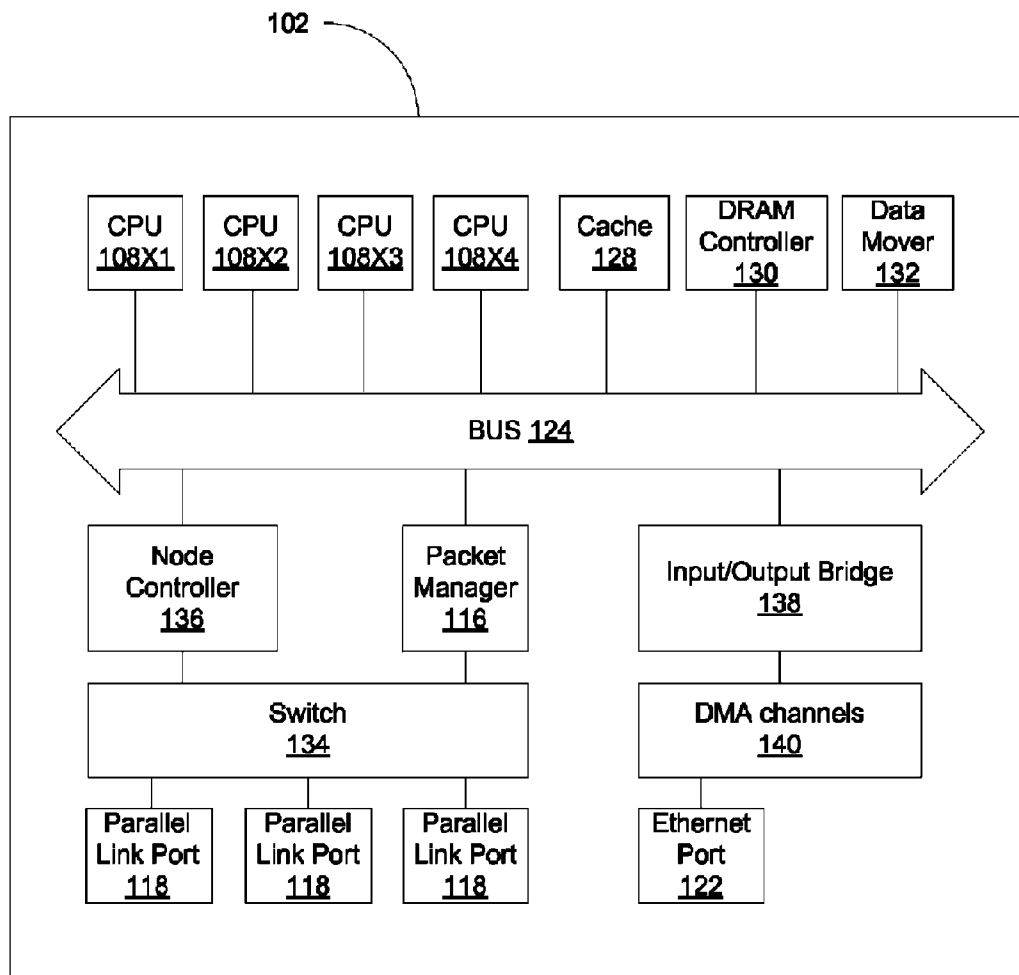 102
CPU
108X1
CPU
108X2
CPU
108X3
CPU
108X4
Cache
128
DRAM
Controller
130
Data
Mover
132
BUS 124
Node
Controller
136
Packet
Manager
116
Input/Output Bridge
138
Switch
134
DMA channels
140
Parallel
Link Port
118
Parallel
Link Port
118
Parallel
Link Port
118
Ethernet
Port
122